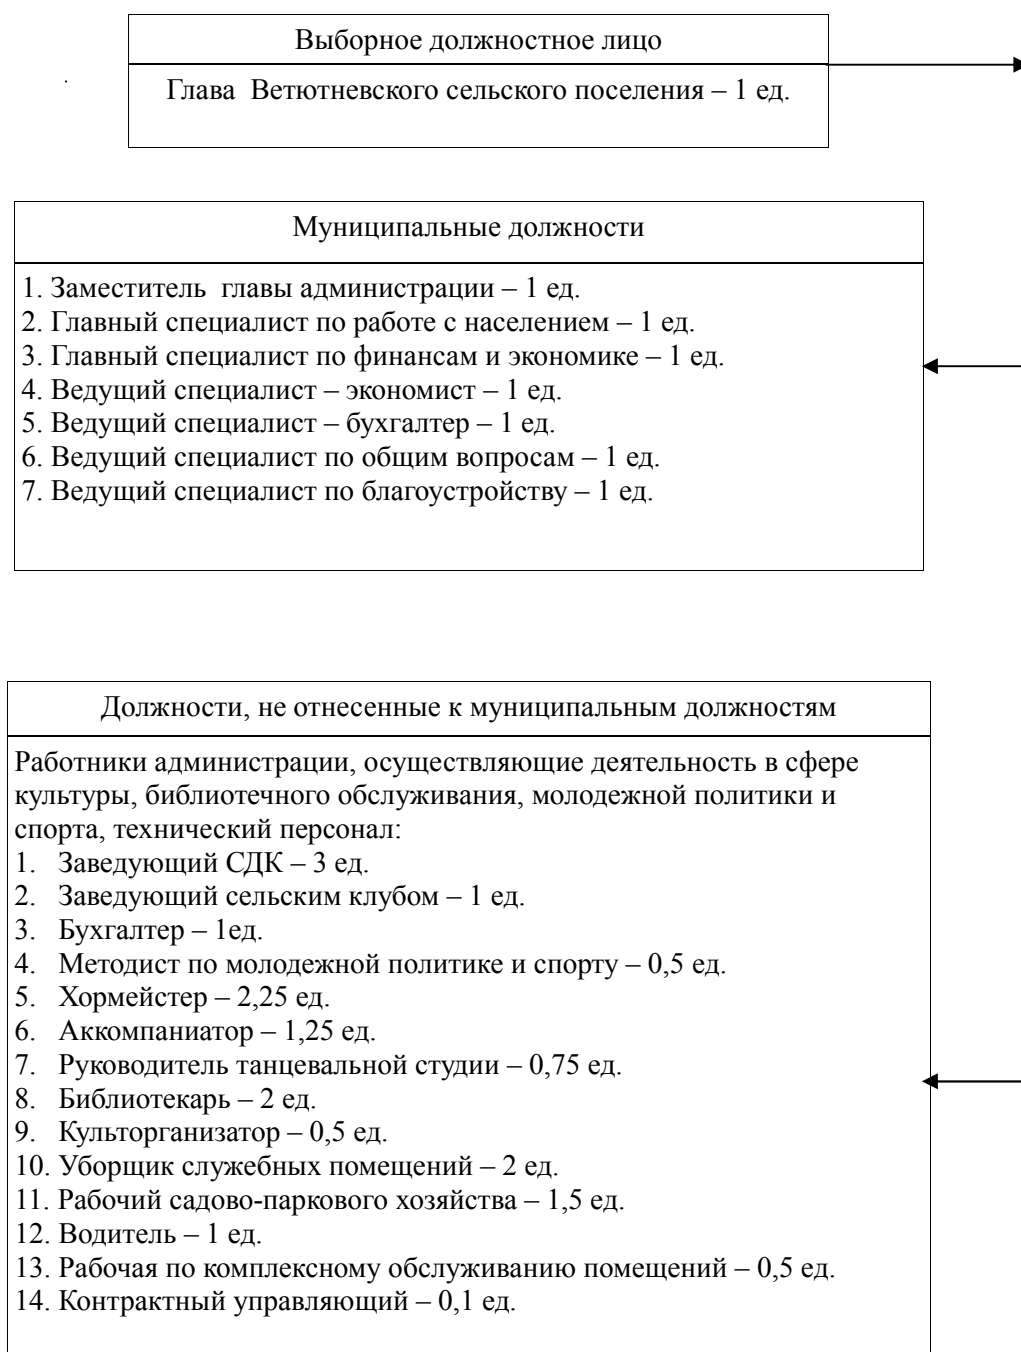 Выборное должностное лицо
Глава Ветютневского сельского поселения – 1 ед.
Муниципальные должности
1. Заместитель главы администрации – 1 ед.
2. Главный специалист по работе с населением – 1 ед.
3. Главный специалист по финансам и экономике – 1 ед.
4. Ведущий специалист – экономист – 1 ед.
5. Ведущий специалист – бухгалтер – 1 ед.
6. Ведущий специалист по общим вопросам – 1 ед.
7. Ведущий специалист по благоустройству – 1 ед.
Должности, не отнесенные к муниципальным должностям
Работники администрации, осуществляющие деятельность в сфере
культуры, библиотечного обслуживания, молодежной политики и
спорта, технический персонал:
1. Заведующий СДК – 3 ед.
2. Заведующий сельским клубом – 1 ед.
3. Бухгалтер – 1ед.
4. Методист по молодежной политике и спорту – 0,5 ед.
5. Хормейстер – 2,25 ед.
6. Аккомпаниатор – 1,25 ед.
7. Руководитель танцевальной студии – 0,75 ед.
8. Библиотекарь – 2 ед.
9. Культорганизатор – 0,5 ед.
10. Уборщик служебных помещений – 2 ед.
11. Рабочий садово-паркового хозяйства – 1,5 ед.
12. Водитель – 1 ед.
13. Рабочая по комплексному обслуживанию помещений – 0,5 ед.
14. Контрактный управляющий – 0,1 ед.